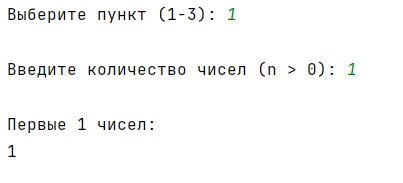 Выберите пункт (1-3): 1
Введите количество чисел (n > 0): 1
Первые 1 чисел:
1